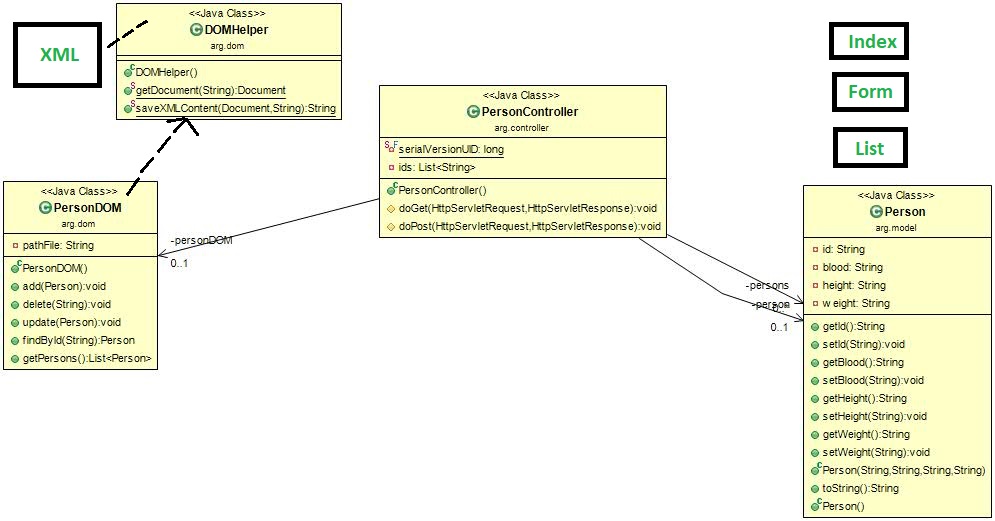 XML
<<Java Class>>
DOMHelper
arg.dom
DOMHelper()
getDocument(String):Document
saveXMLContent(Document,String):String
<<Java Class>>
PersonDOM
arg.dom
pathFile: String
PersonDOM()
add(Person):void
delete(String):void
update(Person):void
findById(String):Person
getPersons():List<Person>
-personDOM
0..1
<<Java Class>>
PersonController
arg.controller
serialVersionUID: long
ids: List<String>
PersonController()
doGet(HttpServletRequest,HttpServletResponse):void
doPost(HttpServletRequest,HttpServletResponse):void
-persons
-person
0..1
Index
Form
List
<<Java Class>>
Person
arg.model
id: String
blood: String
height: String
weight: String
getId():String
setId(String):void
getBlood():String
setBlood(String):void
getHeight():String
setHeight(String):void
getWeight():String
setWeight(String):void
Person(String,String,String,String)
toString():String
Person()